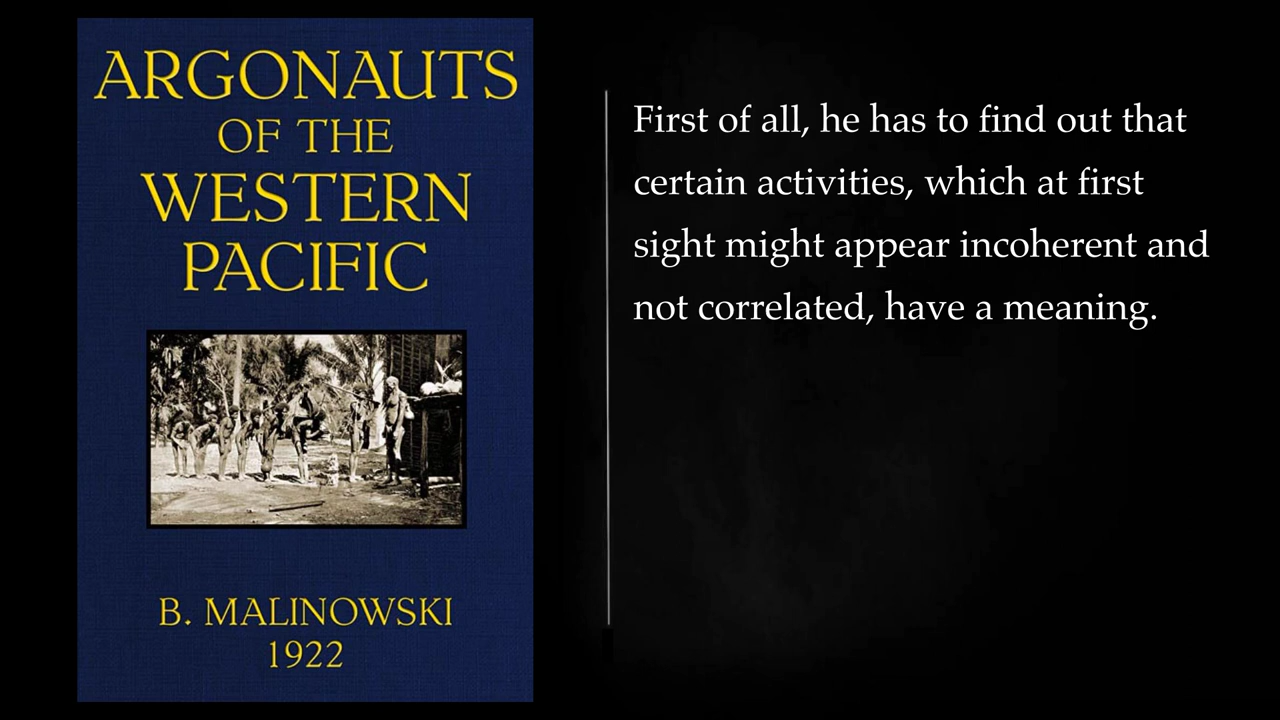 ARGONAUTS
OF THE
WESTERN
PACIFIC
B. MALINOWSKI
1922
First of all, he has to find out that
certain activities, which at first
sight might appear incoherent and
not correlated, have a meaning.